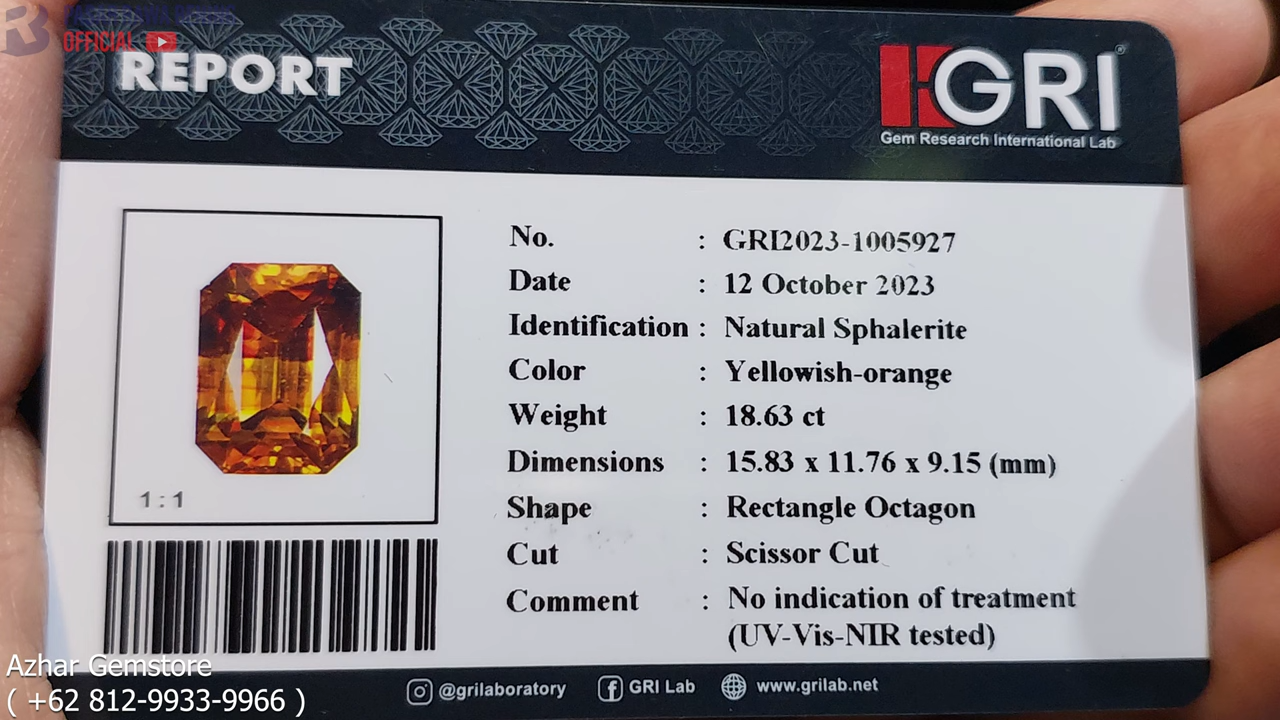 OFFICIAL
REPORT
GRI
Gem Research International Lab
No. : GRI2023-1005927
Date : 12 October 2023
Identification : Natural Sphalerite
Color : Yellowish-orange
Weight : 18.63 ct
Dimensions : 15.83 x 11.76 x 9.15 (mm)
Shape : Rectangle Octagon
Cut : Scissor Cut
Comment : No indication of treatment
(UV-Vis-NIR tested)
1:1
@grilaboratory GRI Lab www.grilab.net
Azhar Gemstore
( +62 812-9933-9966 )